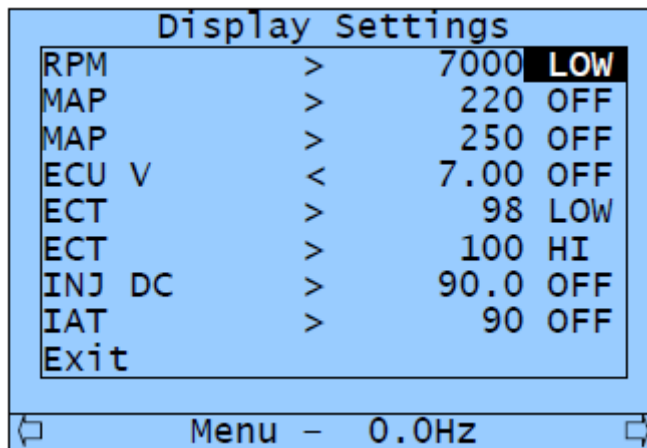 Display Settings
RPM > 7000 LOW
MAP > 220 OFF
MAP > 250 OFF
ECU V < 7.00 OFF
ECT > 98 LOW
ECT > 100 HI
INJ DC > 90.0 OFF
IAT > 90 OFF
Exit
Menu - 0.0Hz